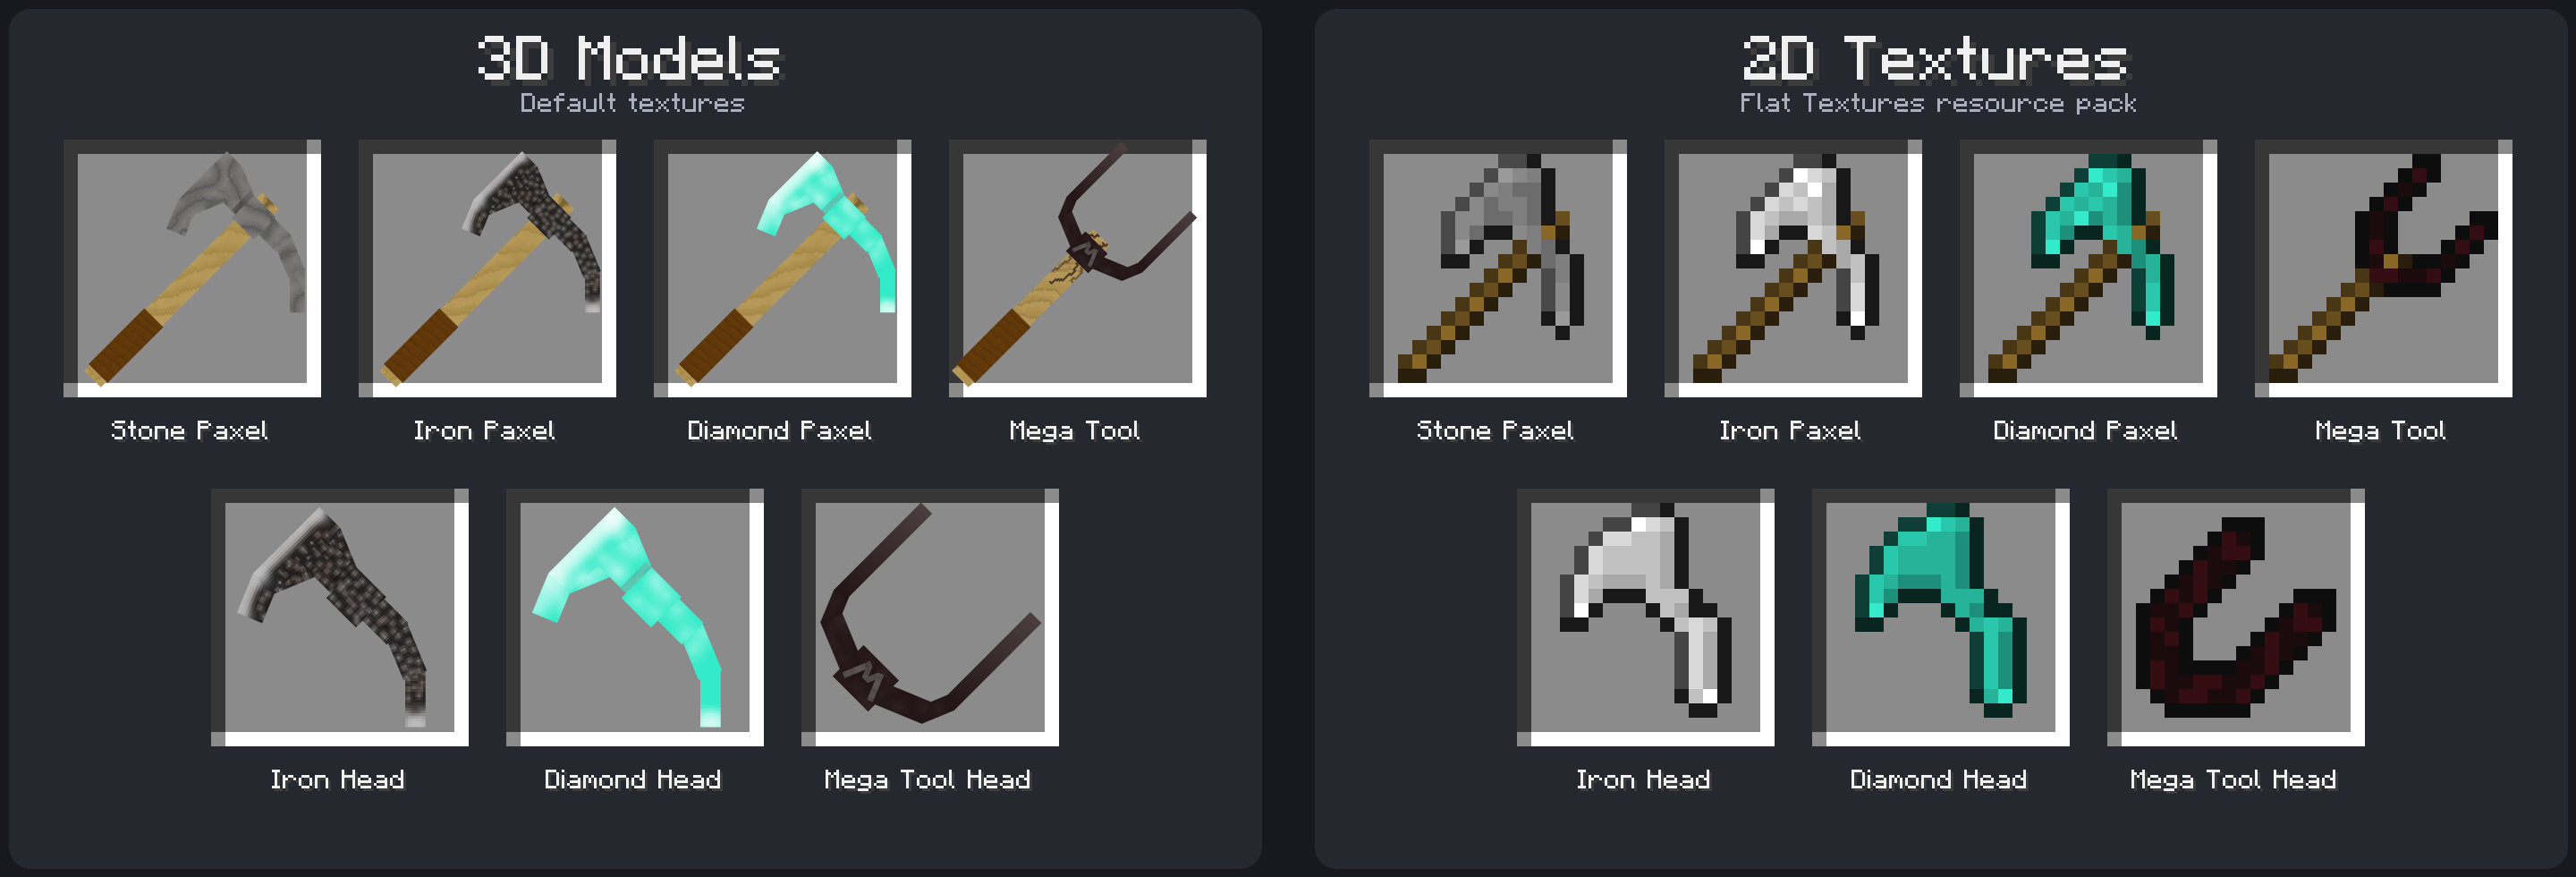 3D Models
Default textures
Stone Paxel
Iron Paxel
Diamond Paxel
Mega Tool
M
Iron Head
Diamond Head
Mega Tool Head
M
2D Textures
Flat Textures resource pack
Stone Paxel
Iron Paxel
Diamond Paxel
Mega Tool
Iron Head
Diamond Head
Mega Tool Head